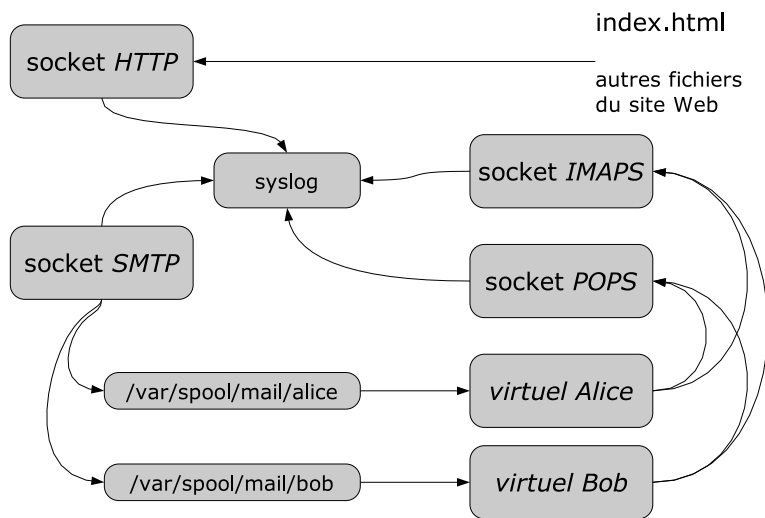 index.html
socket HTTP
autres fichiers
du site Web
syslog
socket IMAPS
socket SMTP
socket POPS
/var/spool/mail/alice
virtuel Alice
/var/spool/mail/bob
virtuel Bob